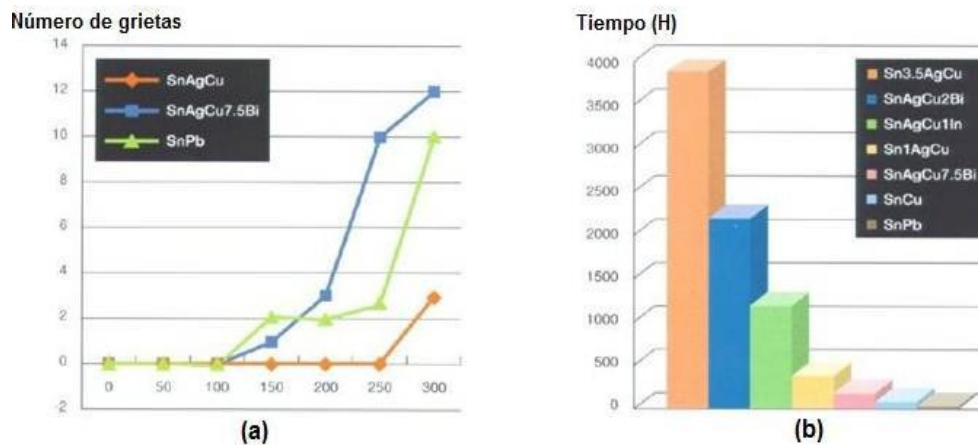 Número de grietas
14
12
10
8
6
4
2
0
-2
SnAgCu
SnAgCu7.5Bi
SnPb
0 50 100 150 200 250 300
(a)
Tiempo (H)
4000
3500
3000
2500
2000
1500
1000
500
0
Sn3.5AgCu
SnAgCu2Bi
SnAgCu1In
Sn1AgCu
SnAgCu7.5Bi
SnCu
SnPb
(b)